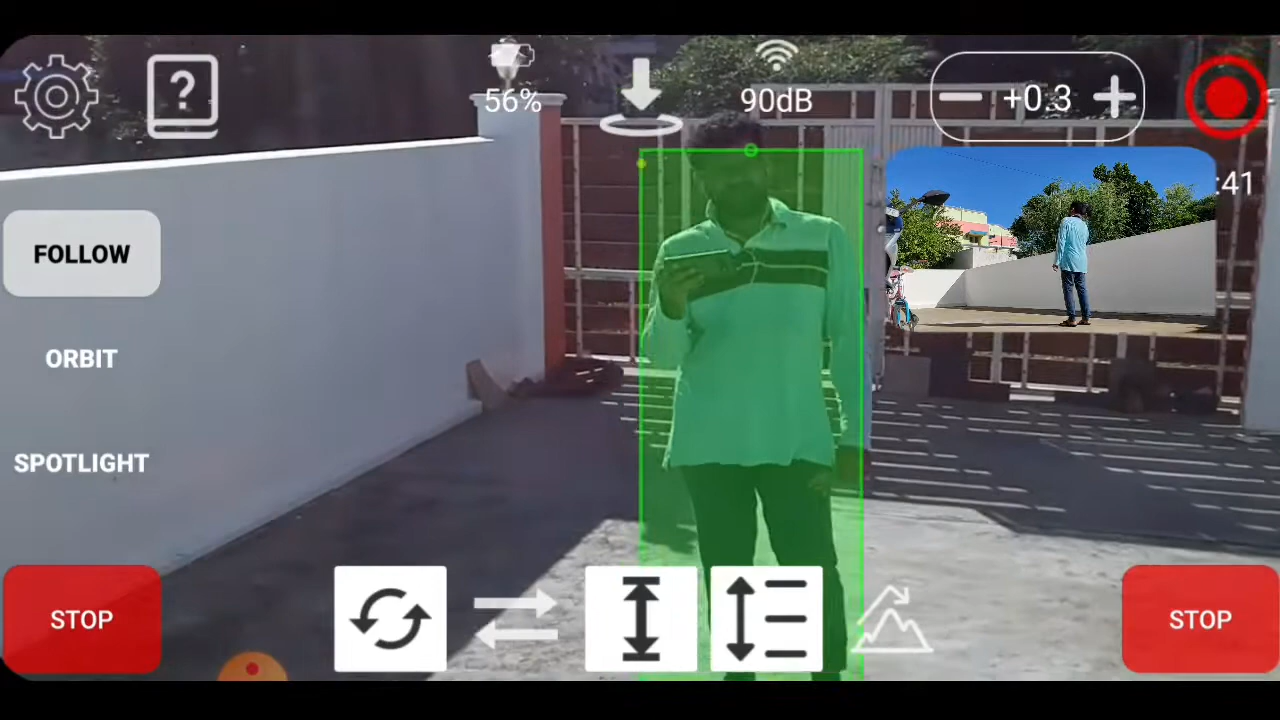 ?
56%
90dB
+0.3
:41
FOLLOW
ORBIT
SPOTLIGHT
STOP
STOP